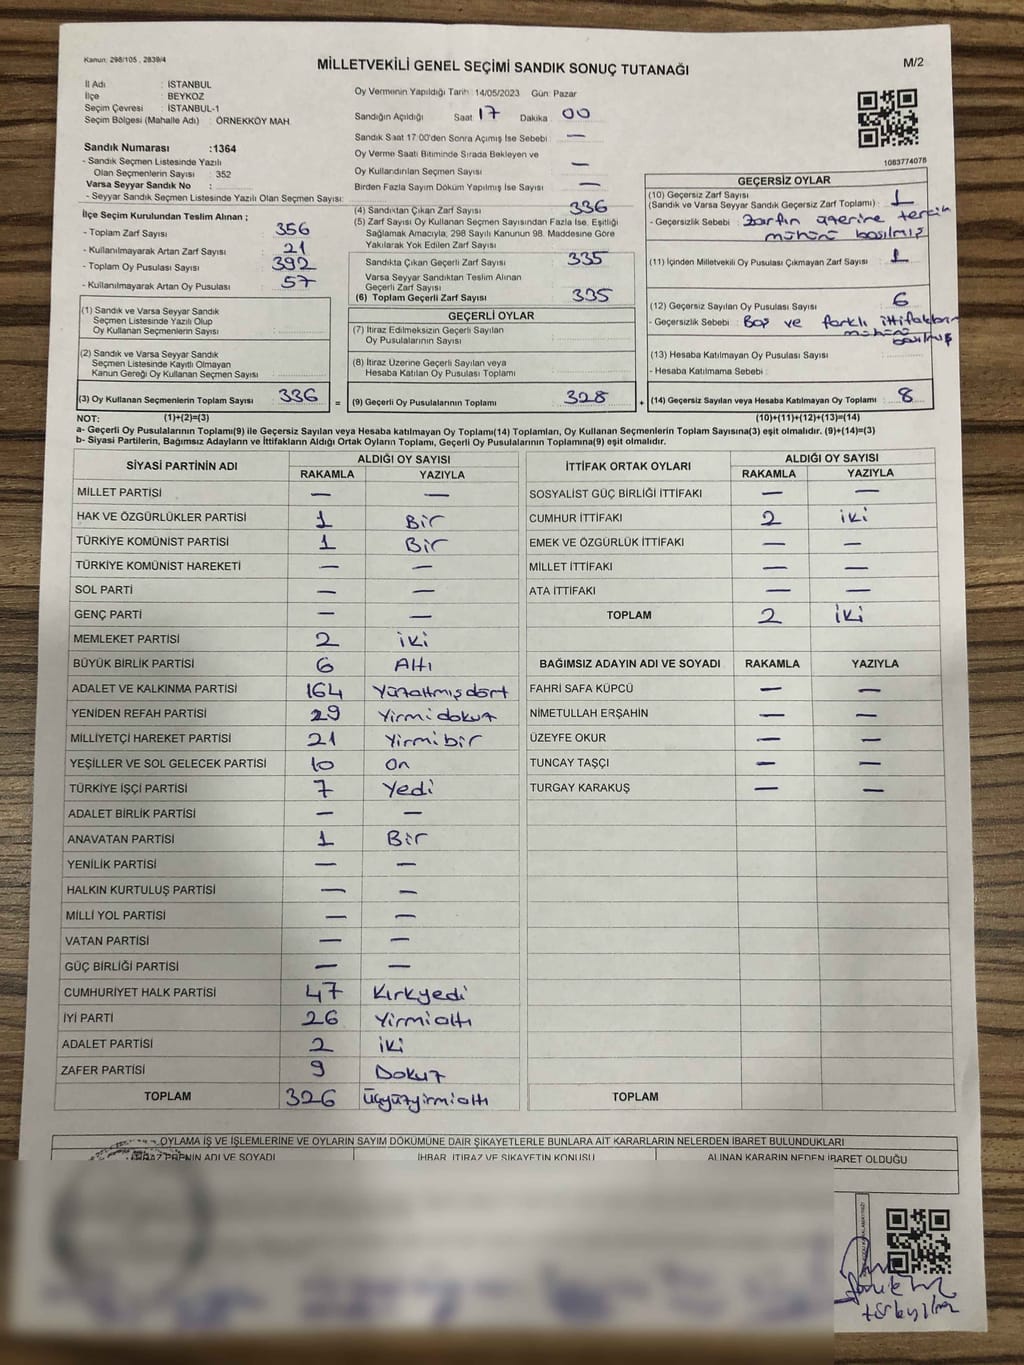 Kanun: 298/105 , 2839/4
MİLLETVEKİLİ GENEL SEÇİMİ SANDIK SONUÇ TUTANAĞI
M/2
İl Adı : İSTANBUL
İlçe : BEYKOZ
Seçim Çevresi : İSTANBUL-1
Seçim Bölgesi (Mahalle Adı) : ÖRNEKKÖY MAH.
Sandık Numarası :1364
- Sandık Seçmen Listesinde Yazılı
Olan Seçmenlerin Sayısı : 352
Varsa Seyyar Sandık No :
- Seyyar Sandık Seçmen Listesinde Yazılı Olan Seçmen Sayısı:
Oy Vermenin Yapıldığı Tarih: 14/05/2023 Gün: Pazar
Sandığın Açıldığı Saat 17 Dakika 00
Sandık Saat 17:00'den Sonra Açımış İse Sebebi —
Oy Verme Saati Bitiminde Sırada Bekleyen ve
Oy Kullandırılan Seçmen Sayısı —
Birden Fazla Sayım Döküm Yapılmış İse Sayısı —
1083774076
İlçe Seçim Kurulundan Teslim Alınan ;
- Toplam Zarf Sayısı : 356
- Kullanılmayarak Artan Zarf Sayısı : 21
- Toplam Oy Pusulası Sayısı : 392
- Kullanılmayarak Artan Oy Pusulası : 57
(1) Sandık ve Varsa Seyyar Sandık
Seçmen Listesinde Yazılı Olup
Oy Kullanan Seçmenlerin Sayısı :
(2) Sandık ve Varsa Seyyar Sandık
Seçmen Listesinde Kayıtlı Olmayan
Kanun Gereği Oy Kullanan Seçmen Sayısı :
(3) Oy Kullanan Seçmenlerin Toplam Sayısı : 336
(4) Sandıktan Çıkan Zarf Sayısı : 336
(5) Zarf Sayısı Oy Kullanan Seçmen Sayısından Fazla İse, Eşitliği
Sağlamak Amacıyla, 298 Sayılı Kanunun 98. Maddesine Göre
Yakılarak Yok Edilen Zarf Sayısı :
Sandıkta Çıkan Geçerli Zarf Sayısı : 335
Varsa Seyyar Sandıktan Teslim Alınan
Geçerli Zarf Sayısı :
(6) Toplam Geçerli Zarf Sayısı : 335
GEÇERLİ OYLAR
(7) İtiraz Edilmeksizin Geçerli Sayılan
Oy Pusulalarının Sayısı :
(8) İtiraz Üzerine Geçerli Sayılan veya
Hesaba Katılan Oy Pusulası Toplamı :
= (9) Geçerli Oy Pusulalarının Toplamı : 328
GEÇERSİZ OYLAR
(10) Geçersiz Zarf Sayısı
(Sandık ve Varsa Seyyar Sandık Geçersiz Zarf Toplamı) : 1
- Geçersizlik Sebebi : Zarfın üzerine tercih
mührü basılmış
(11) İçinden Milletvekili Oy Pusulası Çıkmayan Zarf Sayısı : 1
(12) Geçersiz Sayılan Oy Pusulası Sayısı : 6
- Geçersizlik Sebebi : Boş ve farklı ittifakların
mührü basılmış
(13) Hesaba Katılmayan Oy Pusulası Sayısı :
- Hesaba Katılmama Sebebi :
+ (14) Geçersiz Sayılan veya Hesaba Katılmayan Oy Toplamı : 8
NOT: (1)+(2)=(3) (10)+(11)+(12)+(13)=(14)
a- Geçerli Oy Pusulalarının Toplamı(9) ile Geçersiz Sayılan veya Hesaba katılmayan Oy Toplamı(14) Toplamları, Oy Kullanan Seçmenlerin Toplam Sayısına(3) eşit olmalıdır. (9)+(14)=(3)
b- Siyasi Partilerin, Bağımsız Adayların ve İttifakların Aldığı Ortak Oyların Toplamı, Geçerli Oy Pusulalarının Toplamına(9) eşit olmalıdır.
SİYASİ PARTİNİN ADI ALDIĞI OY SAYISI
RAKAMLA YAZIYLA
MİLLET PARTİSİ — —
HAK VE ÖZGÜRLÜKLER PARTİSİ 1 Bir
TÜRKİYE KOMÜNİST PARTİSİ 1 Bir
TÜRKİYE KOMÜNİST HAREKETİ — —
SOL PARTİ — —
GENÇ PARTİ — —
MEMLEKET PARTİSİ 2 iki
BÜYÜK BİRLİK PARTİSİ 6 Altı
ADALET VE KALKINMA PARTİSİ 164 Yüzaltmışdört
YENİDEN REFAH PARTİSİ 29 Yirmidokuz
MİLLİYETÇİ HAREKET PARTİSİ 21 Yirmibir
YEŞİLLER VE SOL GELECEK PARTİSİ 10 On
TÜRKİYE İŞÇİ PARTİSİ 7 Yedi
ADALET BİRLİK PARTİSİ — —
ANAVATAN PARTİSİ 1 Bir
YENİLİK PARTİSİ — —
HALKIN KURTULUŞ PARTİSİ — —
MİLLİ YOL PARTİSİ — —
VATAN PARTİSİ — —
GÜÇ BİRLİĞİ PARTİSİ — —
CUMHURİYET HALK PARTİSİ 47 Kırkyedi
İYİ PARTİ 26 Yirmialtı
ADALET PARTİSİ 2 iki
ZAFER PARTİSİ 9 Dokuz
TOPLAM 326 Üçyüzyirmialtı
İTTİFAK ORTAK OYLARI ALDIĞI OY SAYISI
RAKAMLA YAZIYLA
SOSYALİST GÜÇ BİRLİĞİ İTTİFAKI — —
CUMHUR İTTİFAKI 2 iki
EMEK VE ÖZGÜRLÜK İTTİFAKI — —
MİLLET İTTİFAKI — —
ATA İTTİFAKI — —
TOPLAM 2 İki
BAĞIMSIZ ADAYIN ADI VE SOYADI RAKAMLA YAZIYLA
FAHRİ SAFA KÜPCÜ — —
NİMETULLAH ERŞAHİN — —
ÜZEYFE OKUR — —
TUNCAY TAŞÇI — —
TURGAY KARAKUŞ — —
TOPLAM
OYLAMA İŞ VE İŞLEMLERİNE VE OYLARIN SAYIM DÖKÜMÜNE DAİR ŞİKAYETLERLE BUNLARA AİT KARARLARIN NELERDEN İBARET BULUNDUKLARI
ADI VE SOYADI İHBAR, İTİRAZ VE ŞİKAYETİN KONUSU ALINAN KARARIN NEDEN İBARET OLDUĞU